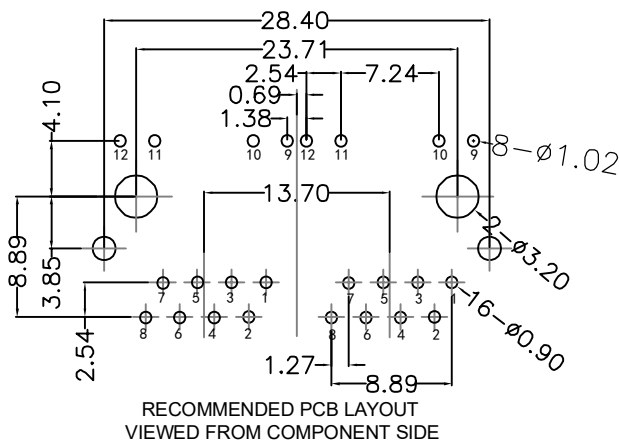 28.40
23.71
2.54 7.24
0.69
1.38
4.10
12 11 10 9 12 11 10 9
8-ø1.02
13.70
8.89
3.85
2-ø3.20
7 5 3 1 7 5 3 1
16-ø0.90
8 6 4 2 8 6 4 2
2.54
1.27
8.89
RECOMMENDED PCB LAYOUT
VIEWED FROM COMPONENT SIDE